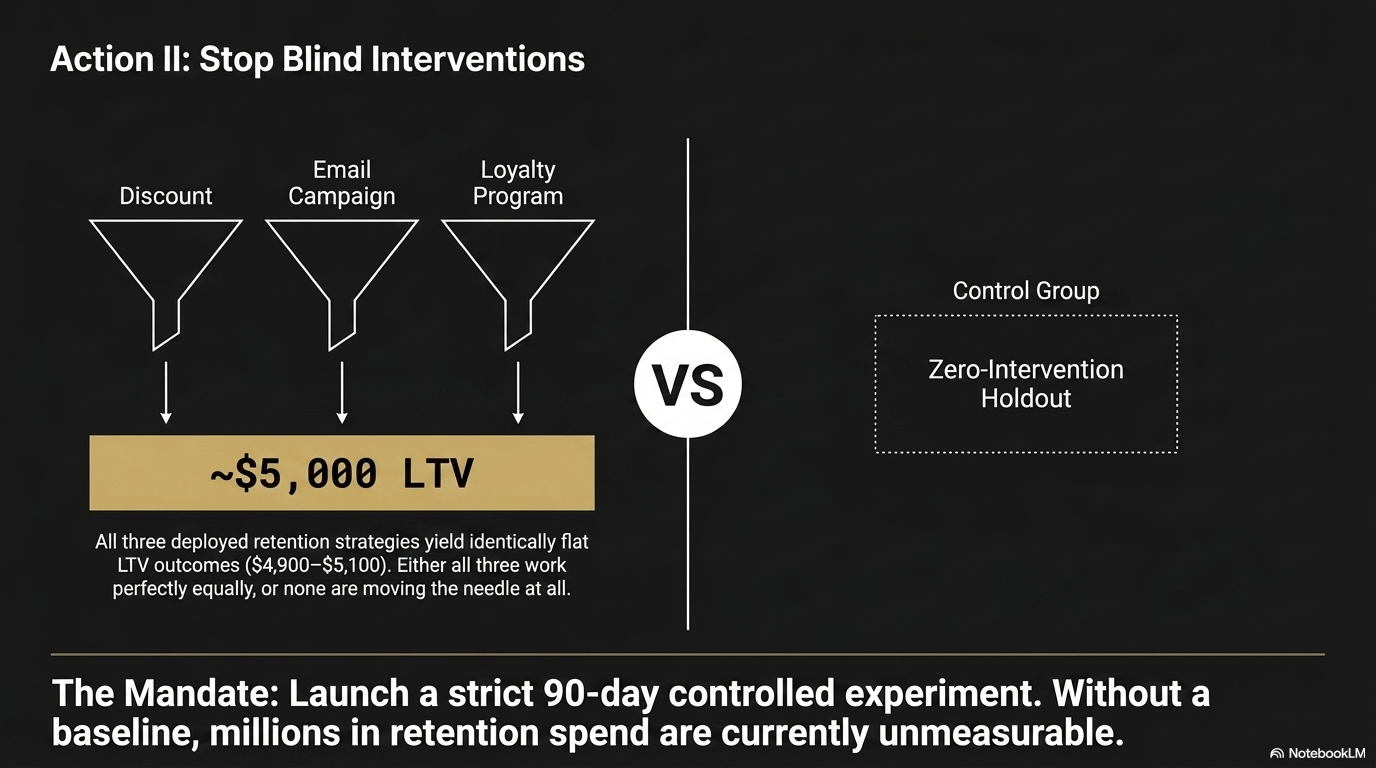 Action II: Stop Blind Interventions
Discount
Email
Campaign
Loyalty
Program
~$5,000 LTV
All three deployed retention strategies yield identically flat
LTV outcomes ($4,900–$5,100). Either all three work
perfectly equally, or none are moving the needle at all.
VS
Control Group
Zero-Intervention
Holdout
The Mandate: Launch a strict 90-day controlled experiment. Without a
baseline, millions in retention spend are currently unmeasurable.
NotebookLM